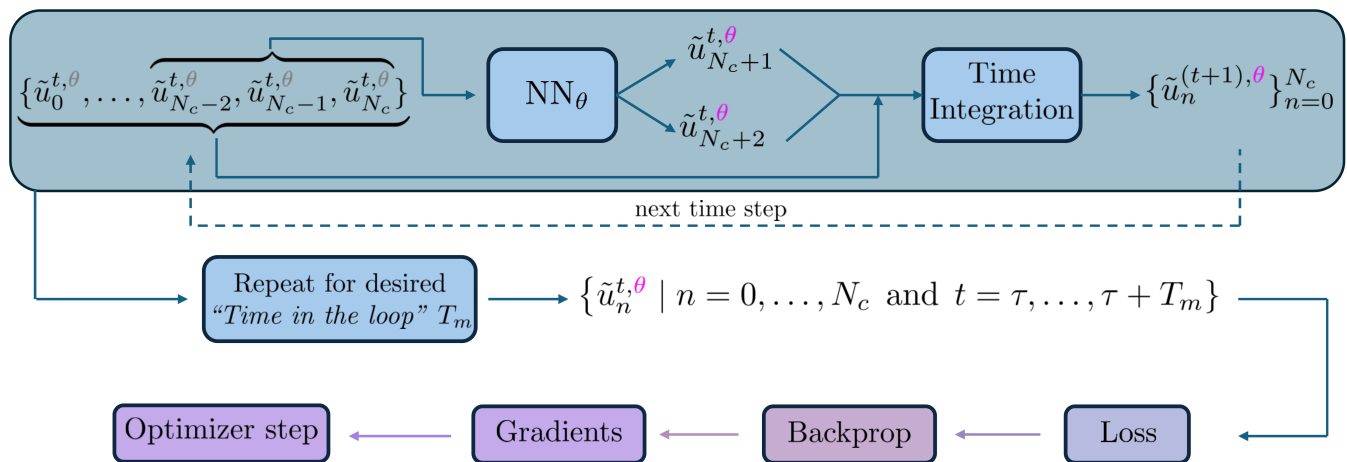 {ũ_0^{t,θ}, …, ũ_{N_c−2}^{t,θ}, ũ_{N_c−1}^{t,θ}, ũ_{N_c}^{t,θ}}
NN_θ
ũ_{N_c+1}^{t,θ}
ũ_{N_c+2}^{t,θ}
Time
Integration
{ũ_n^{(t+1),θ}}_{n=0}^{N_c}
next time step
Repeat for desired
“Time in the loop” T_m
{ũ_n^{t,θ} | n = 0, …, N_c and t = τ, …, τ + T_m}
Optimizer step
Gradients
Backprop
Loss